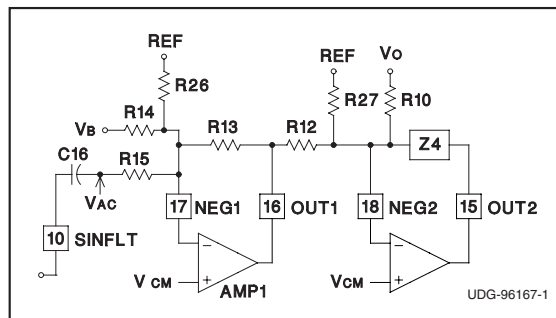 REF
R26
R14
VB
R13
C16
R15
VAC
10
SINFLT
17
NEG1
16
OUT1
VCM
AMP1
REF
VO
R27
R10
R12
Z4
18
NEG2
15
OUT2
VCM
UDG-96167-1